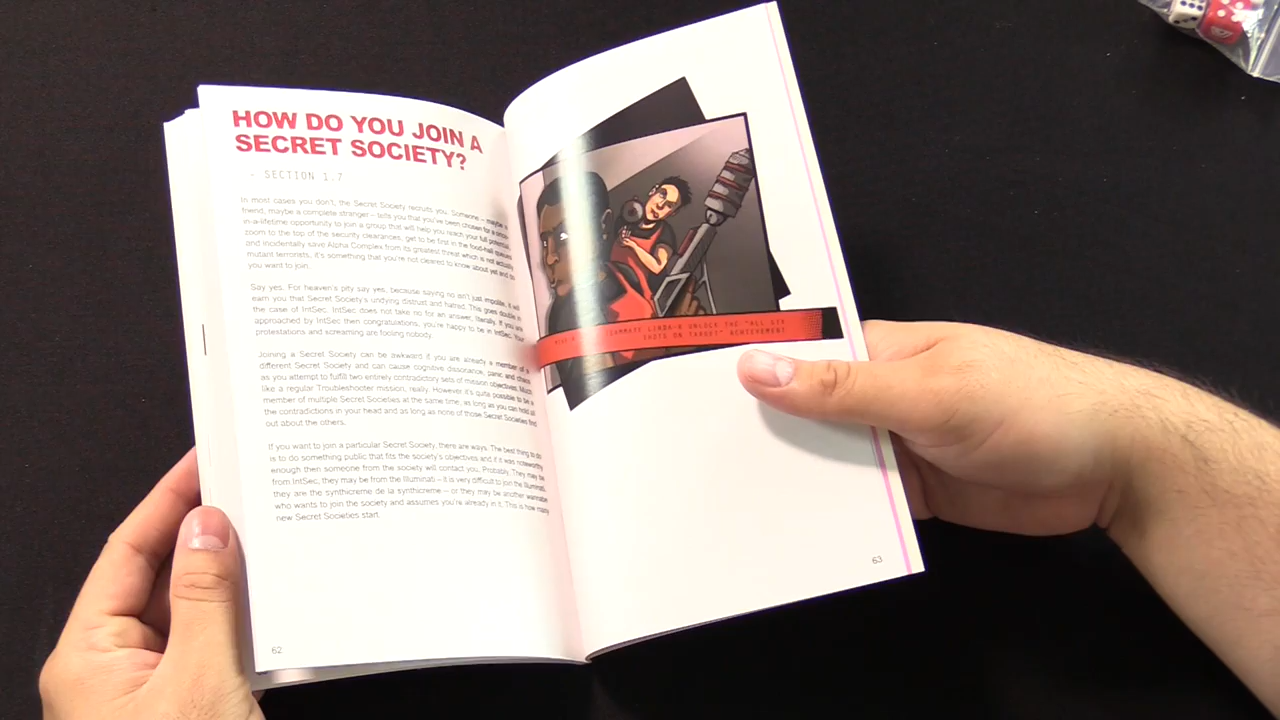 HOW DO YOU JOIN A
SECRET SOCIETY?
- SECTION 1.7
In most cases you don't, the Secret Society recruits you. Someone – maybe a
friend, maybe a complete stranger – tells you that you've been chosen for a once-
in-a-lifetime opportunity to join a group that will help you reach your full potential,
zoom to the top of the security clearances, get to be first in the food-hall queues
and incidentally save Alpha Complex from its greatest threat which is not actually
mutant terrorists, it's something that you're not cleared to know about yet and do
you want to join.
Say yes. For heaven's pity say yes, because saying no isn't just impolite, it will
earn you that Secret Society's undying distrust and hatred. This goes double in
the case of IntSec. IntSec does not take no for an answer, literally. If you are
approached by IntSec then congratulations, you're happy to be in IntSec. Your
protestations and screaming are fooling nobody.
Joining a Secret Society can be awkward if you are already a member of a
different Secret Society and can cause cognitive dissonance, panic and chaos
as you attempt to fulfill two entirely contradictory sets of mission objectives. Much
like a regular Troubleshooter mission, really. However it's quite possible to be a
member of multiple Secret Societies at the same time, as long as you can hold all
the contradictions in your head and as long as none of those Secret Societies find
out about the others.
If you want to join a particular Secret Society, there are ways. The best thing to do
is to do something public that fits the society's objectives and if it was noteworthy
enough then someone from the society will contact you. Probably. They may be
from IntSec, they may be from the Illuminati – it is very difficult to join the Illuminati,
they are the synthicreme de la synthicreme – or they may be another wannabe
who wants to join the society and assumes you're already in it. This is how many
new Secret Societies start.
62
UNLOCK THE "ALL SIX
SHOTS ON TARGET" ACHIEVEMENT
63